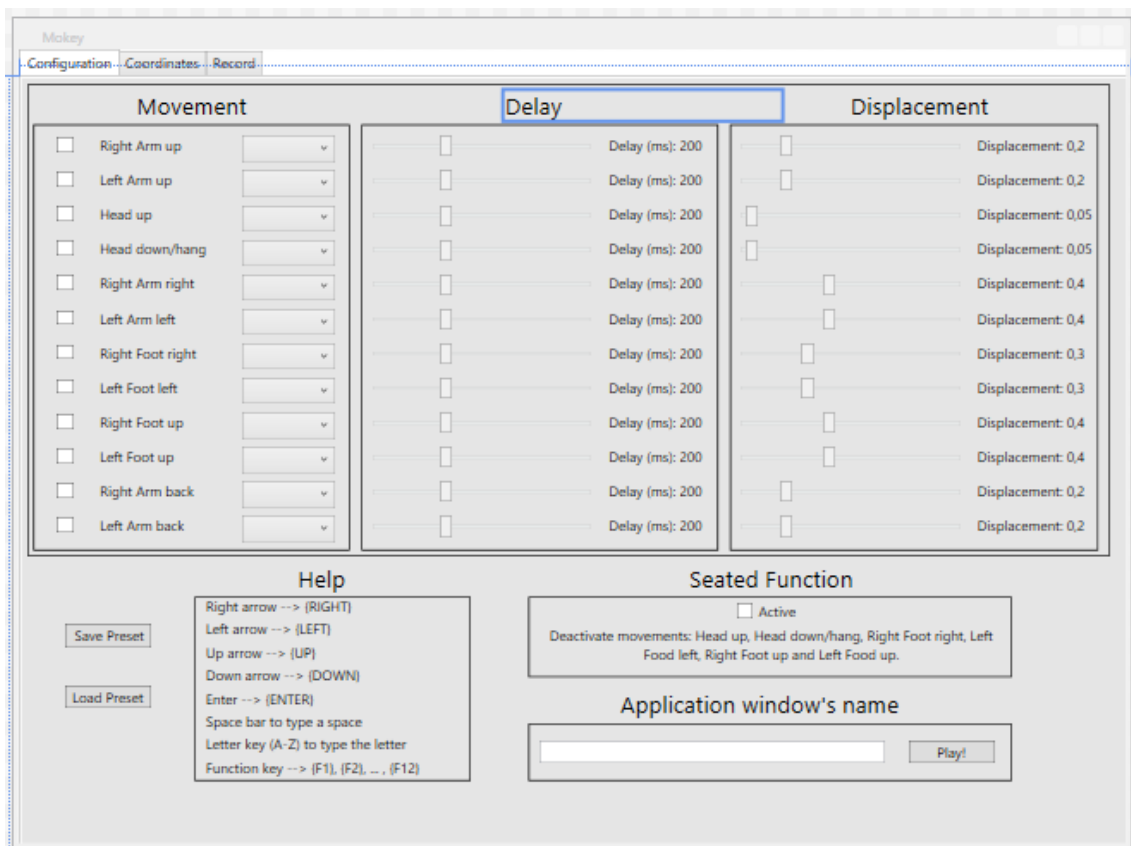 Mokey
Configuration Coordinates Record
Movement Delay Displacement
Right Arm up Delay (ms): 200 Displacement: 0,2
Left Arm up Delay (ms): 200 Displacement: 0,2
Head up Delay (ms): 200 Displacement: 0,05
Head down/hang Delay (ms): 200 Displacement: 0,05
Right Arm right Delay (ms): 200 Displacement: 0,4
Left Arm left Delay (ms): 200 Displacement: 0,4
Right Foot right Delay (ms): 200 Displacement: 0,3
Left Foot left Delay (ms): 200 Displacement: 0,3
Right Foot up Delay (ms): 200 Displacement: 0,4
Left Foot up Delay (ms): 200 Displacement: 0,4
Right Arm back Delay (ms): 200 Displacement: 0,2
Left Arm back Delay (ms): 200 Displacement: 0,2
Save Preset
Load Preset
Help
Right arrow --> {RIGHT}
Left arrow --> {LEFT}
Up arrow --> {UP}
Down arrow --> {DOWN}
Enter --> {ENTER}
Space bar to type a space
Letter key (A-Z) to type the letter
Function key --> {F1}, {F2}, ... , {F12}
Seated Function
Active
Deactivate movements: Head up, Head down/hang, Right Foot right, Left
Food left, Right Foot up and Left Food up.
Application window's name
Play!